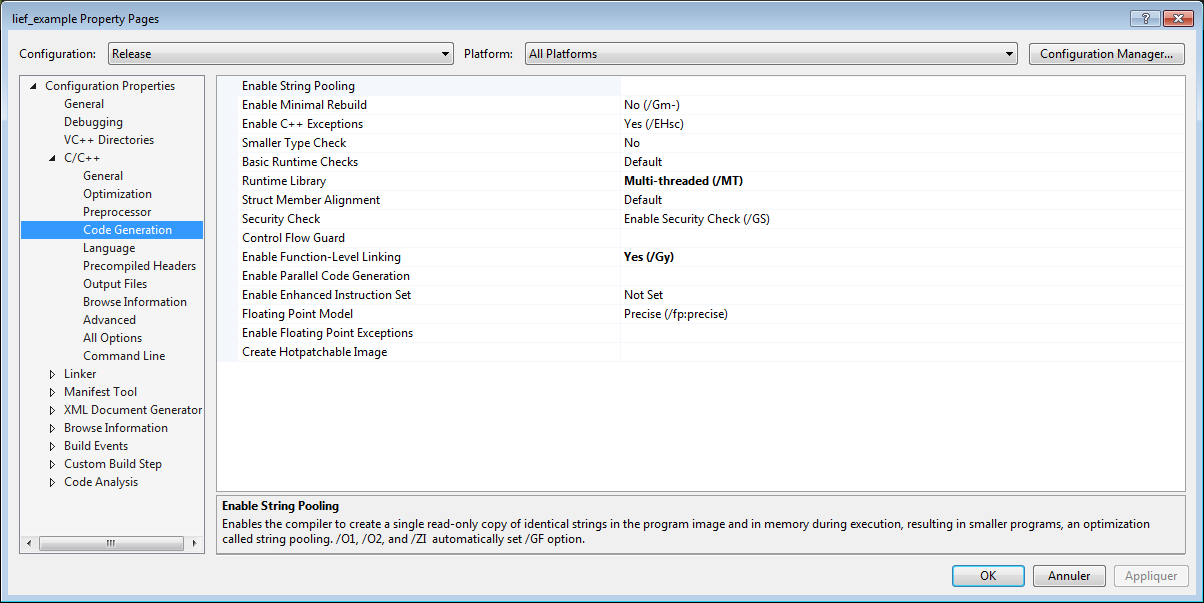 lief_example Property Pages
Configuration: Release Platform: All Platforms Configuration Manager...
Configuration Properties
General
Debugging
VC++ Directories
C/C++
General
Optimization
Preprocessor
Code Generation
Language
Precompiled Headers
Output Files
Browse Information
Advanced
All Options
Command Line
Linker
Manifest Tool
XML Document Generator
Browse Information
Build Events
Custom Build Step
Code Analysis
Enable String Pooling
Enable Minimal Rebuild No (/Gm-)
Enable C++ Exceptions Yes (/EHsc)
Smaller Type Check No
Basic Runtime Checks Default
Runtime Library Multi-threaded (/MT)
Struct Member Alignment Default
Security Check Enable Security Check (/GS)
Control Flow Guard
Enable Function-Level Linking Yes (/Gy)
Enable Parallel Code Generation
Enable Enhanced Instruction Set Not Set
Floating Point Model Precise (/fp:precise)
Enable Floating Point Exceptions
Create Hotpatchable Image
Enable String Pooling
Enables the compiler to create a single read-only copy of identical strings in the program image and in memory during execution, resulting in smaller programs, an optimization
called string pooling. /O1, /O2, and /ZI automatically set /GF option.
OK Annuler Appliquer